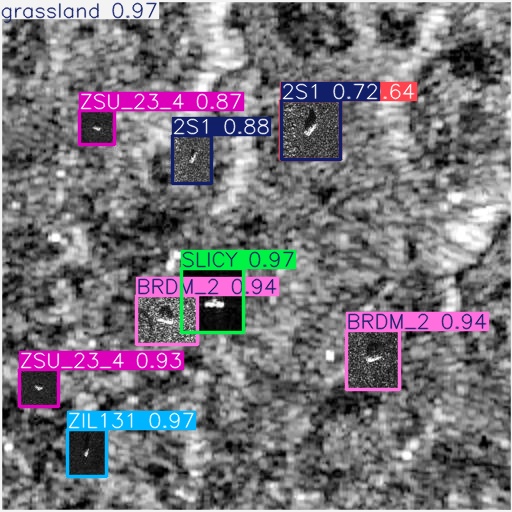 grassland 0.97
ZSU_23_4 0.87
2S1 0.72
.64
2S1 0.88
SLICY 0.97
BRDM_2 0.94
BRDM_2 0.94
ZSU_23_4 0.93
ZIL131 0.97